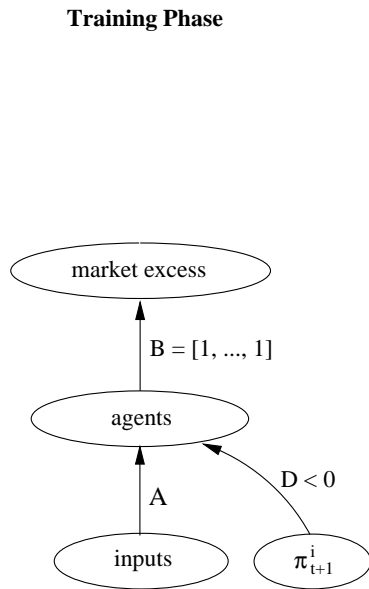 Training Phase
market excess
B = [1, ..., 1]
agents
D < 0
A
inputs
π^i_{t+1}